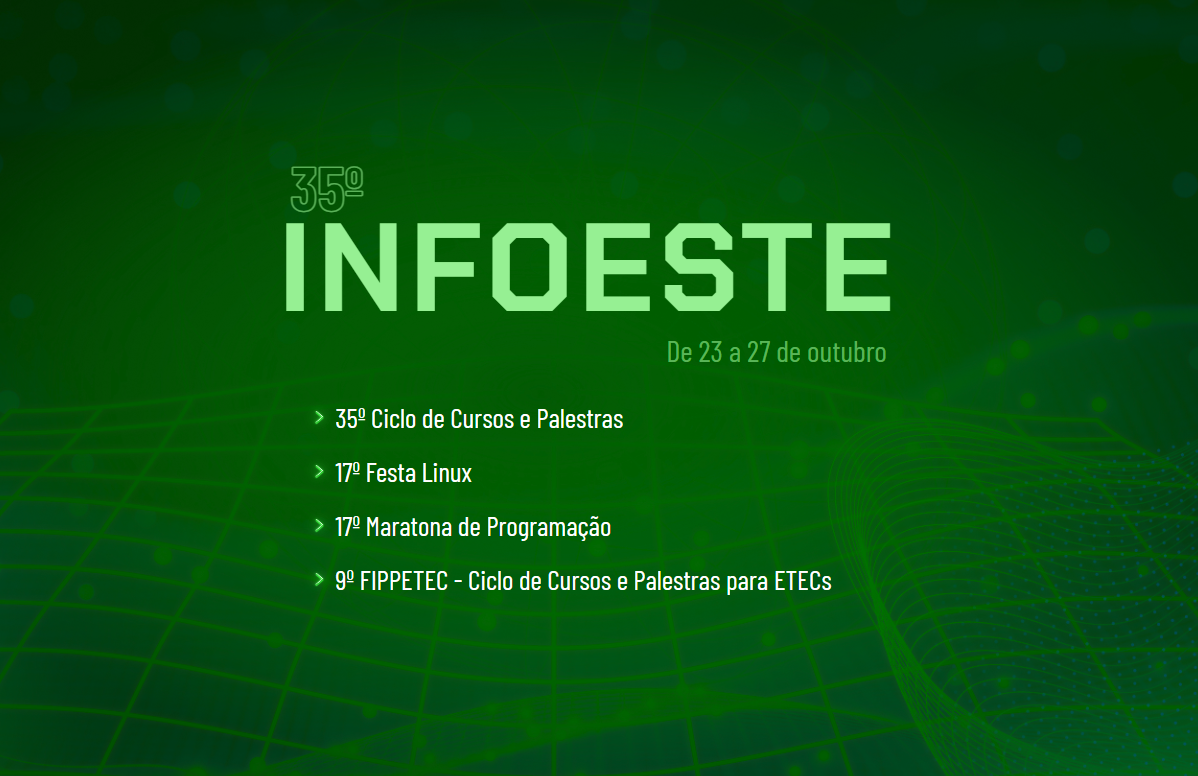 35º
INFOESTE
De 23 a 27 de outubro
> 35º Ciclo de Cursos e Palestras
> 17º Festa Linux
> 17º Maratona de Programação
> 9º FIPPETEC - Ciclo de Cursos e Palestras para ETECs